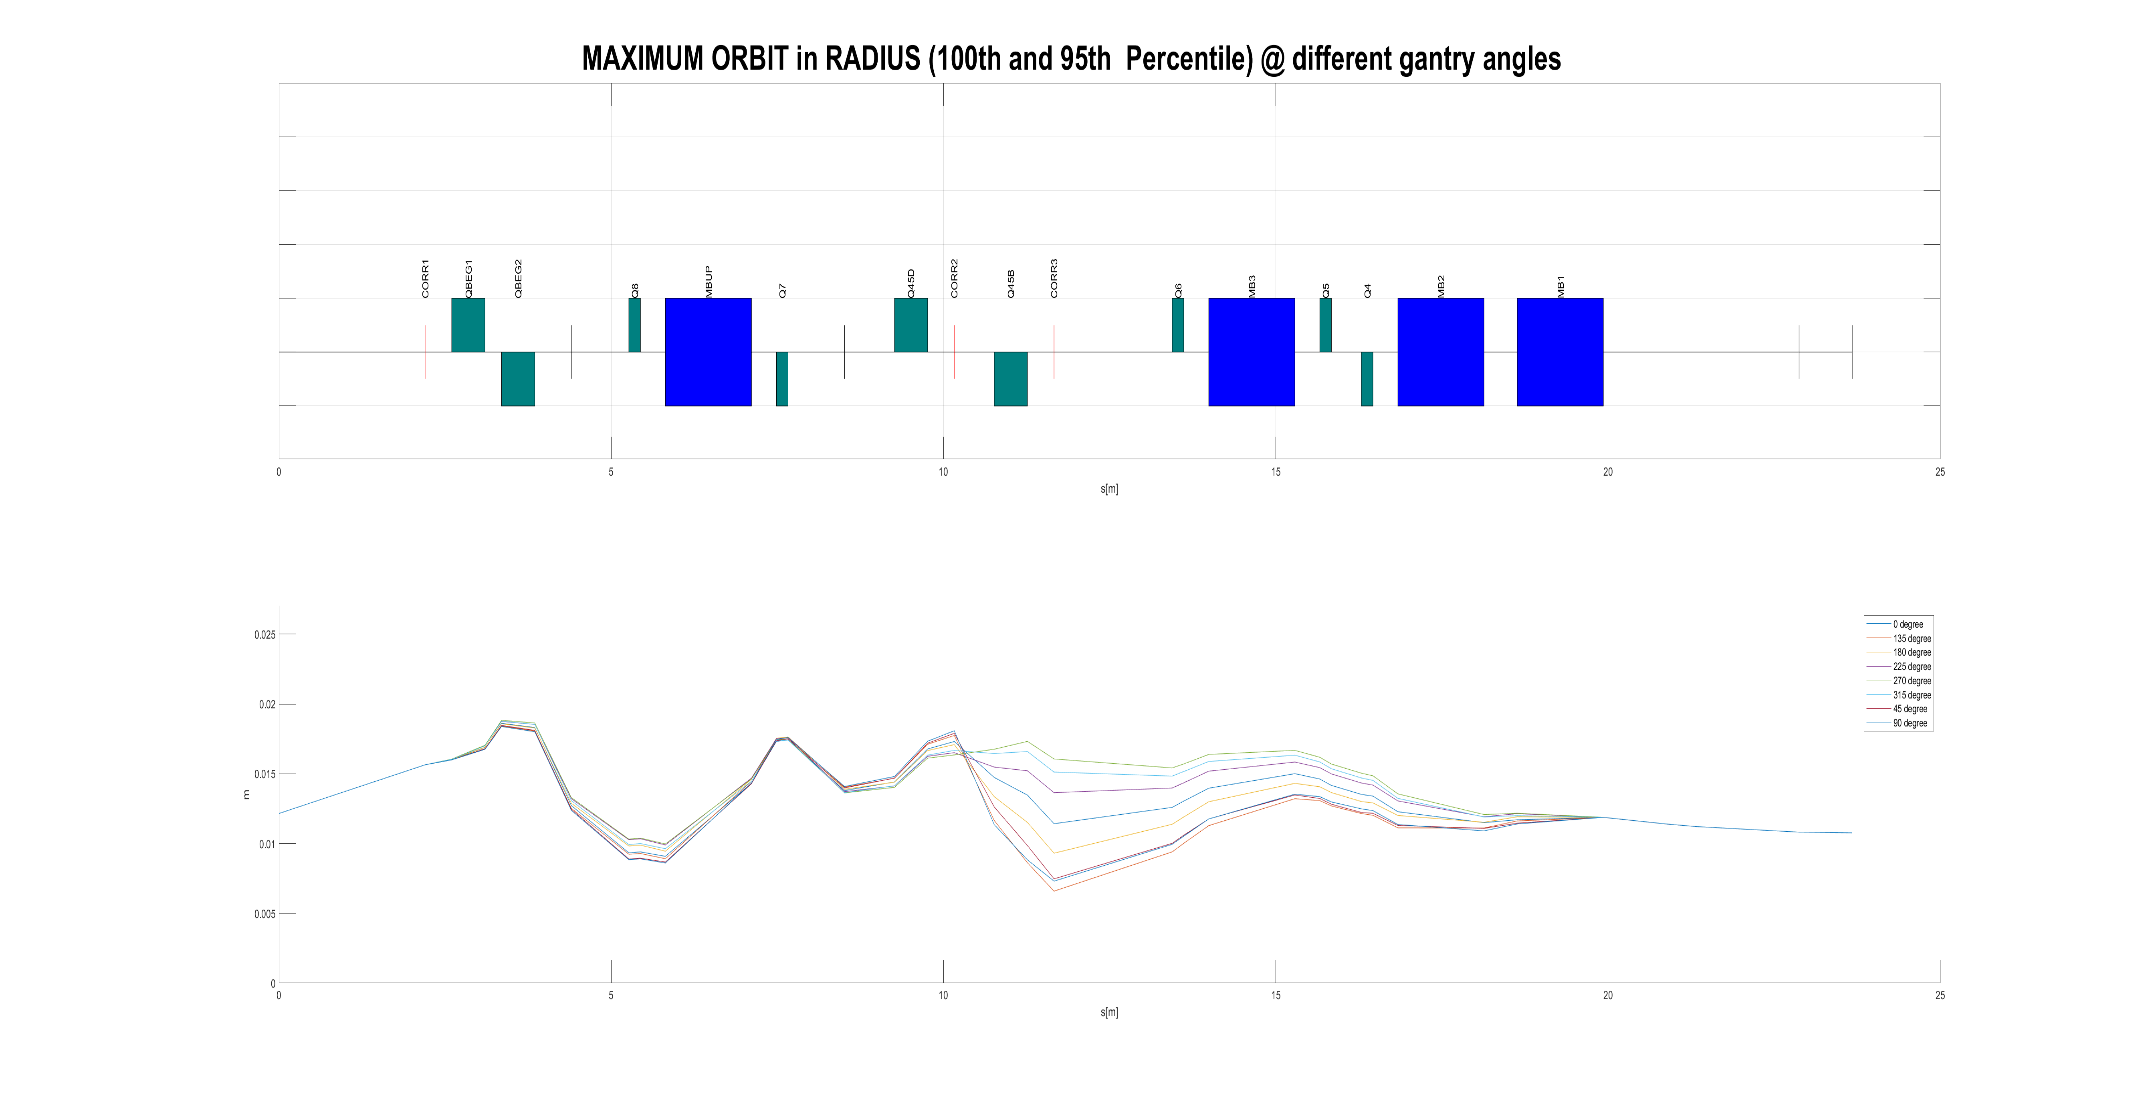 MAXIMUM ORBIT in RADIUS (100th and 95th  Percentile) @ different gantry angles
CORR1
QBEG1
QBEG2
Q8
MBUP
Q7
Q45D
CORR2
Q45B
CORR3
Q6
MB3
Q5
Q4
MB2
MB1
0 5 10 15 20 25
s[m]
0.025
0.02
0.015
0.01
0.005
0
m
0 degree
135 degree
180 degree
225 degree
270 degree
315 degree
45 degree
90 degree
0 5 10 15 20 25
s[m]